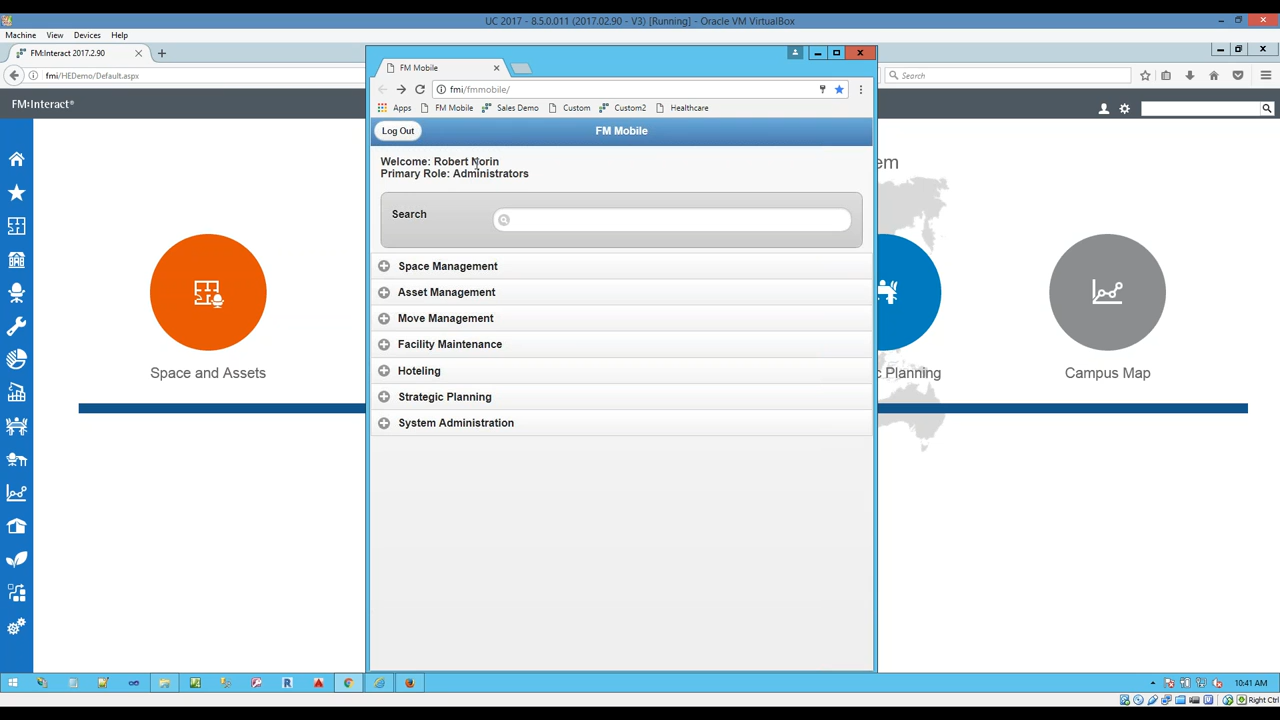 UC 2017 - 8.5.0.011 (2017.02.90 - V3) [Running] - Oracle VM VirtualBox
Machine View Devices Help
FM:Interact 2017.2.90
fmi/HEDemo/Default.aspx
Search
FM:Interact®
FM Mobile
fmi/fmmobile/
Apps FM Mobile Sales Demo Custom Custom2 Healthcare
Log Out FM Mobile
Welcome: Robert Norin
Primary Role: Administrators
Search
Space Management
Asset Management
Move Management
Facility Maintenance
Hoteling
Strategic Planning
System Administration
em
Space and Assets
c Planning
Campus Map
10:41 AM
Right Ctrl